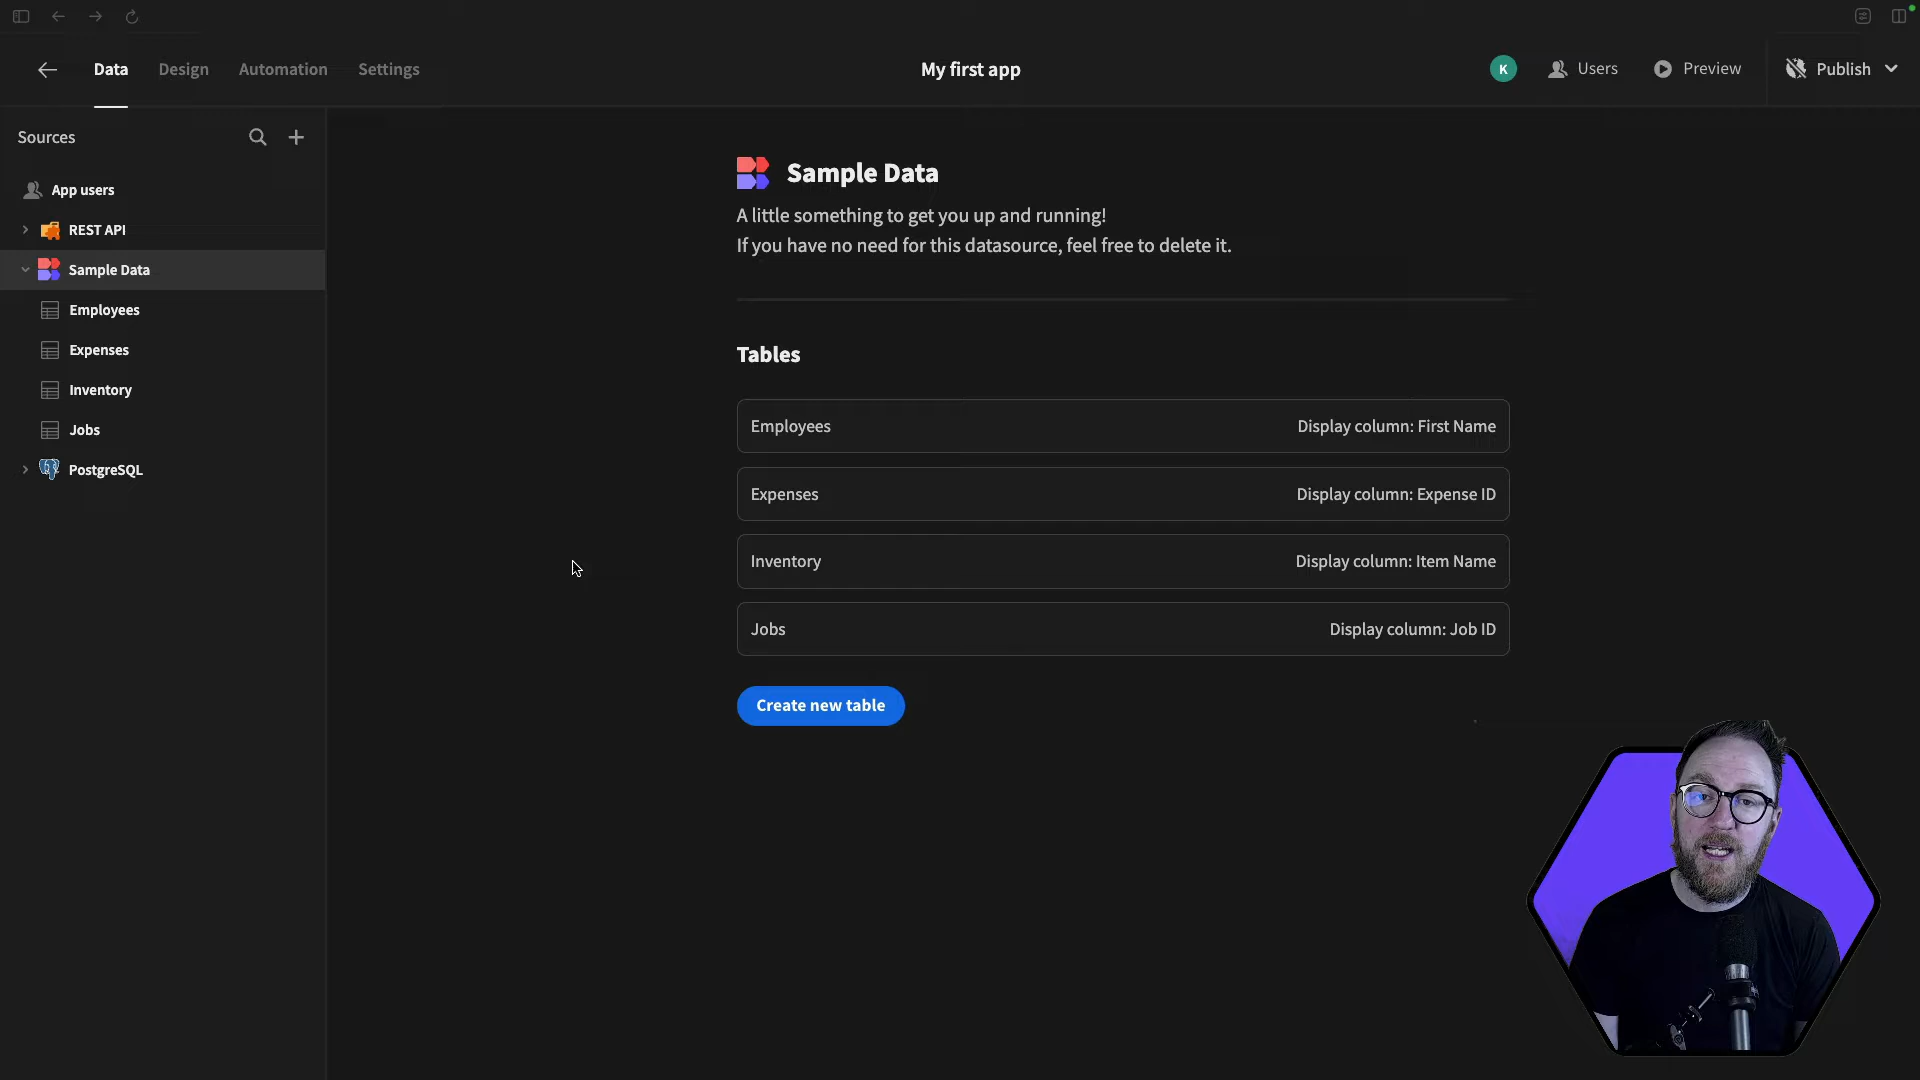 Data
Design
Automation
Settings
My first app
K
Users
Preview
Publish
Sources
App users
REST API
Sample Data
Employees
Expenses
Inventory
Jobs
PostgreSQL
Sample Data
A little something to get you up and running!
If you have no need for this datasource, feel free to delete it.
Tables
Employees
Display column: First Name
Expenses
Display column: Expense ID
Inventory
Display column: Item Name
Jobs
Display column: Job ID
Create new table